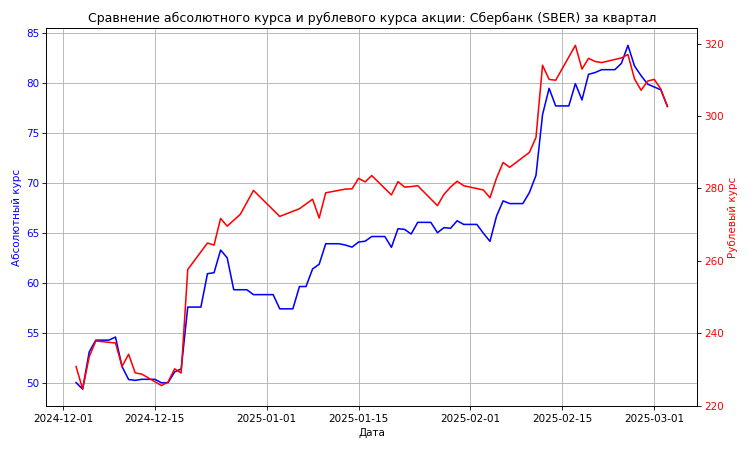 Сравнение абсолютного курса и рублевого курса акции: Сбербанк (SBER) за квартал
85
80
75
70
65
60
55
50
Абсолютный курс
320
300
280
260
240
220
Рублевый курс
2024-12-01 2024-12-15 2025-01-01 2025-01-15 2025-02-01 2025-02-15 2025-03-01
Дата